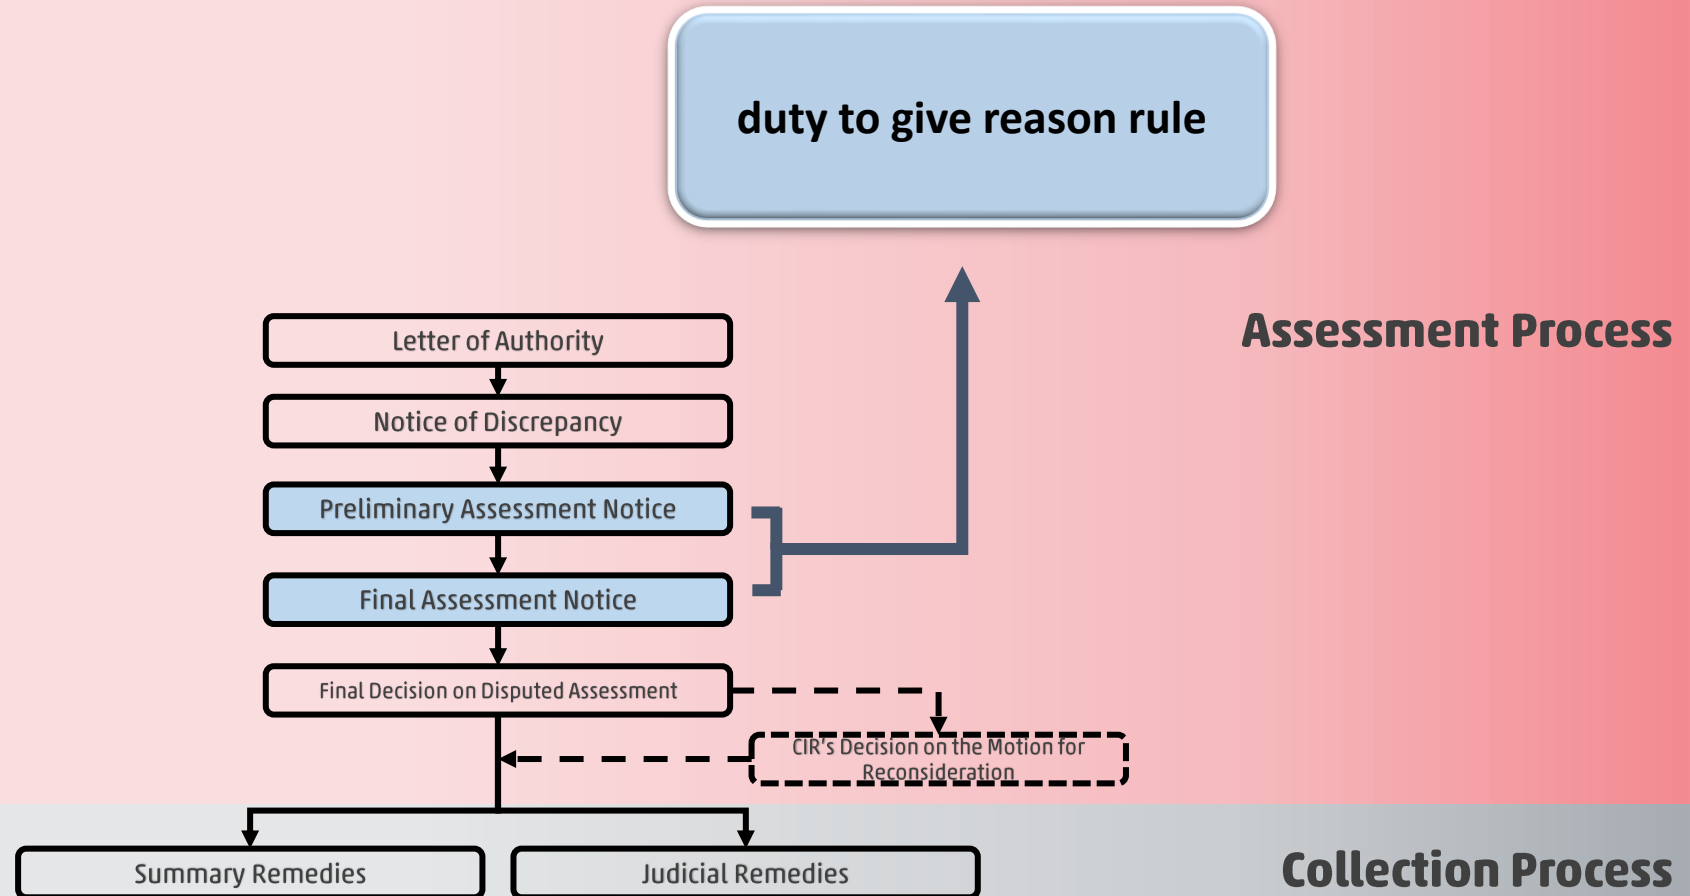 duty to give reason rule
Assessment Process
Letter of Authority
Notice of Discrepancy
Preliminary Assessment Notice
Final Assessment Notice
Final Decision on Disputed Assessment
CIR's Decision on the Motion for
Reconsideration
Collection Process
Summary Remedies
Judicial Remedies